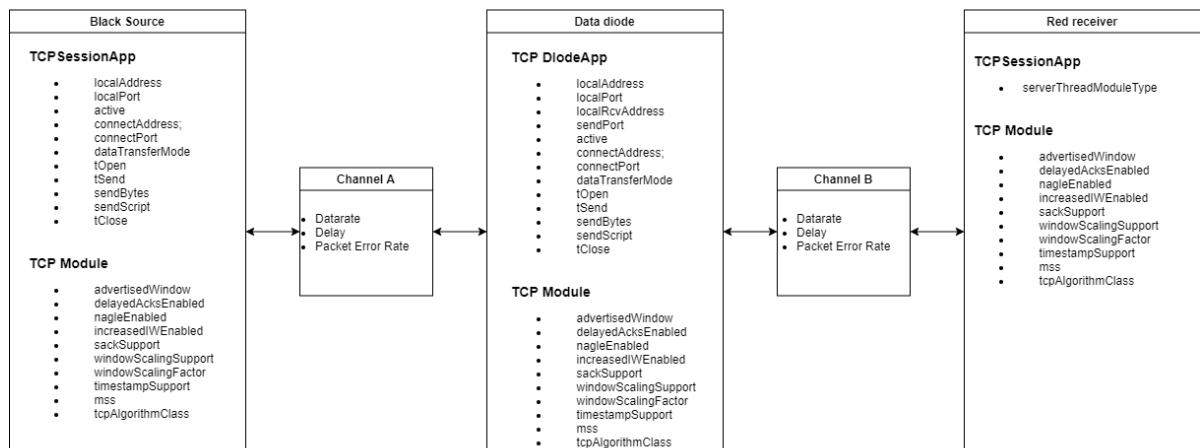 Black Source
TCPSessionApp
localAddress
localPort
active
connectAddress;
connectPort
dataTransferMode
tOpen
tSend
sendBytes
sendScript
tClose
TCP Module
advertisedWindow
delayedAcksEnabled
nagleEnabled
increasedIWEnabled
sackSupport
windowScalingSupport
windowScalingFactor
timestampSupport
mss
tcpAlgorithmClass
Channel A
Datarate
Delay
Packet Error Rate
Data diode
TCP DiodeApp
localAddress
localPort
localRcvAddress
sendPort
active
connectAddress;
connectPort
dataTransferMode
tOpen
tSend
sendBytes
sendScript
tClose
TCP Module
advertisedWindow
delayedAcksEnabled
nagleEnabled
increasedIWEnabled
sackSupport
windowScalingSupport
windowScalingFactor
timestampSupport
mss
tcpAlgorithmClass
Channel B
Datarate
Delay
Packet Error Rate
Red receiver
TCPSessionApp
serverThreadModuleType
TCP Module
advertisedWindow
delayedAcksEnabled
nagleEnabled
increasedIWEnabled
sackSupport
windowScalingSupport
windowScalingFactor
timestampSupport
mss
tcpAlgorithmClass